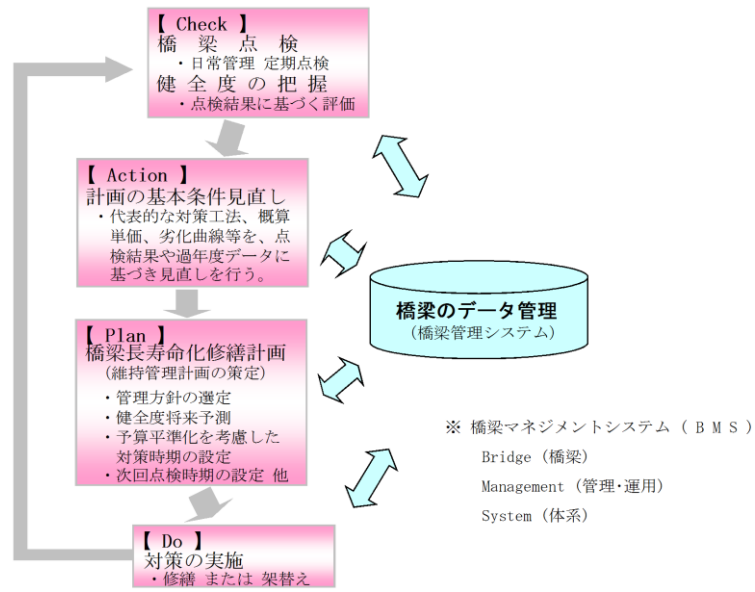 【 Check 】
橋 梁 点 検
・日常管理 定期点検
健 全 度 の 把 握
・点検結果に基づく評価
【 Action 】
計画の基本条件見直し
・代表的な対策工法、概算
単価、劣化曲線等を、点
検結果や過年度データに
基づき見直しを行う。
【 Plan 】
橋梁長寿命化修繕計画
(維持管理計画の策定)
・管理方針の選定
・健全度将来予測
・予算平準化を考慮した
対策時期の設定
・次回点検時期の設定 他
【 Do 】
対策の実施
・修繕 または 架替え
橋梁のデータ管理
(橋梁管理システム)
※ 橋梁マネジメントシステム ( B M S )
Bridge (橋梁)
Management (管理･運用)
System (体系)